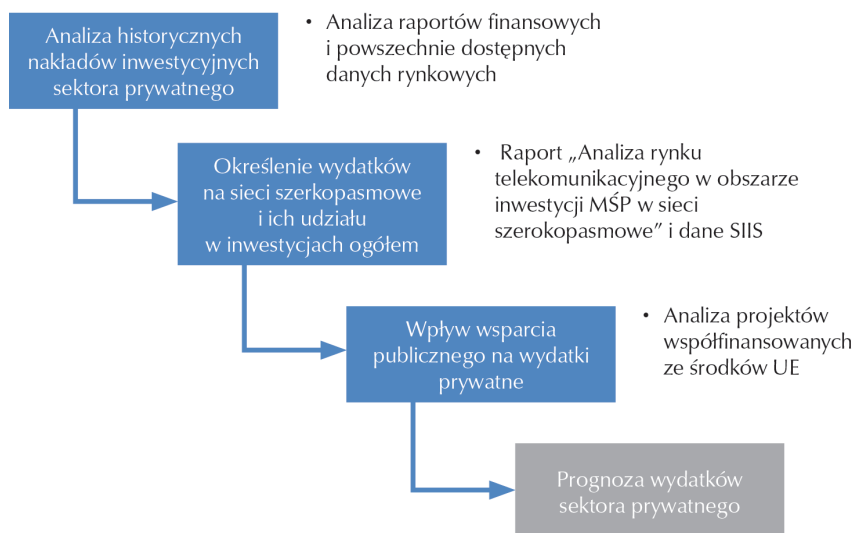 Analiza historycznych
nakładów inwestycyjnych
sektora prywatnego
• Analiza raportów finansowych
i powszechnie dostępnych
danych rynkowych
Określenie wydatków
na sieci szerkopasmowe
i ich udziału
w inwestycjach ogółem
• Raport „Analiza rynku
telekomunikacyjnego w obszarze
inwestycji MŚP w sieci
szerokopasmowe” i dane SIIS
Wpływ wsparcia
publicznego na wydatki
prywatne
• Analiza projektów
współfinansowanych
ze środków UE
Prognoza wydatków
sektora prywatnego